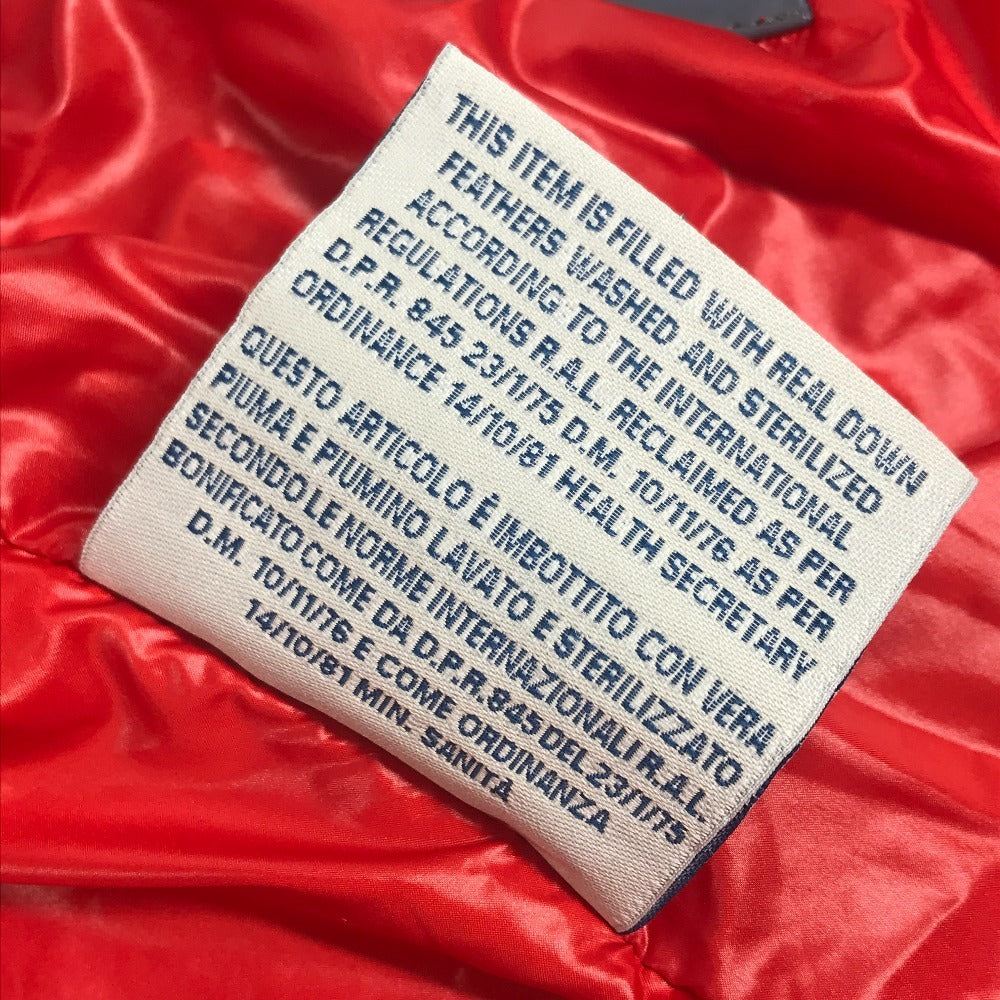 THIS ITEM IS FILLED WITH REAL DOWN
FEATHERS WASHED AND STERILIZED
ACCORDING TO THE INTERNATIONAL
REGULATIONS R.A.L. RECLAIMED AS PER
D.P.R. 845 23/1/75 D.M. 10/11/76 AS PER
ORDINANCE 14/10/81 HEALTH SECRETARY
QUESTO ARTICOLO È IMBOTTITO CON VERA
PIUMA E PIUMINO LAVATO E STERILIZZATO
SECONDO LE NORME INTERNAZIONALI R.A.L.
BONIFICATO COME DA D.P.R. 845 DEL 23/1/75
D.M. 10/11/76 E COME ORDINANZA
14/10/81 MIN. SANITA